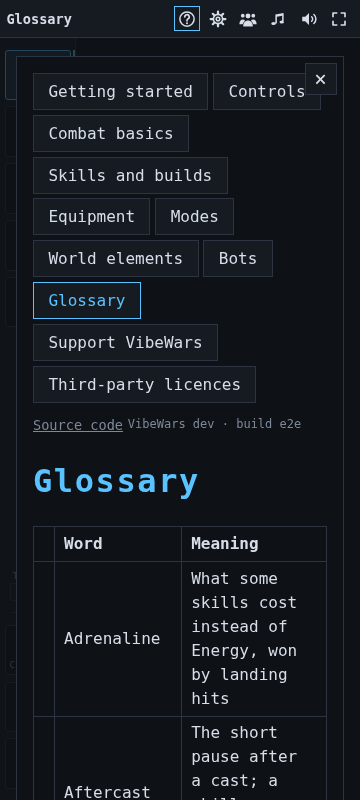 Glossary
Getting started
Controls
Combat basics
Skills and builds
Equipment
Modes
World elements
Bots
Glossary
Support VibeWars
Third-party licences
Source code VibeWars dev · build e2e
Glossary
Word
Meaning
Adrenaline
What some
skills cost
instead of
Energy, won
by landing
hits
Aftercast
The short
pause after
a cast; a